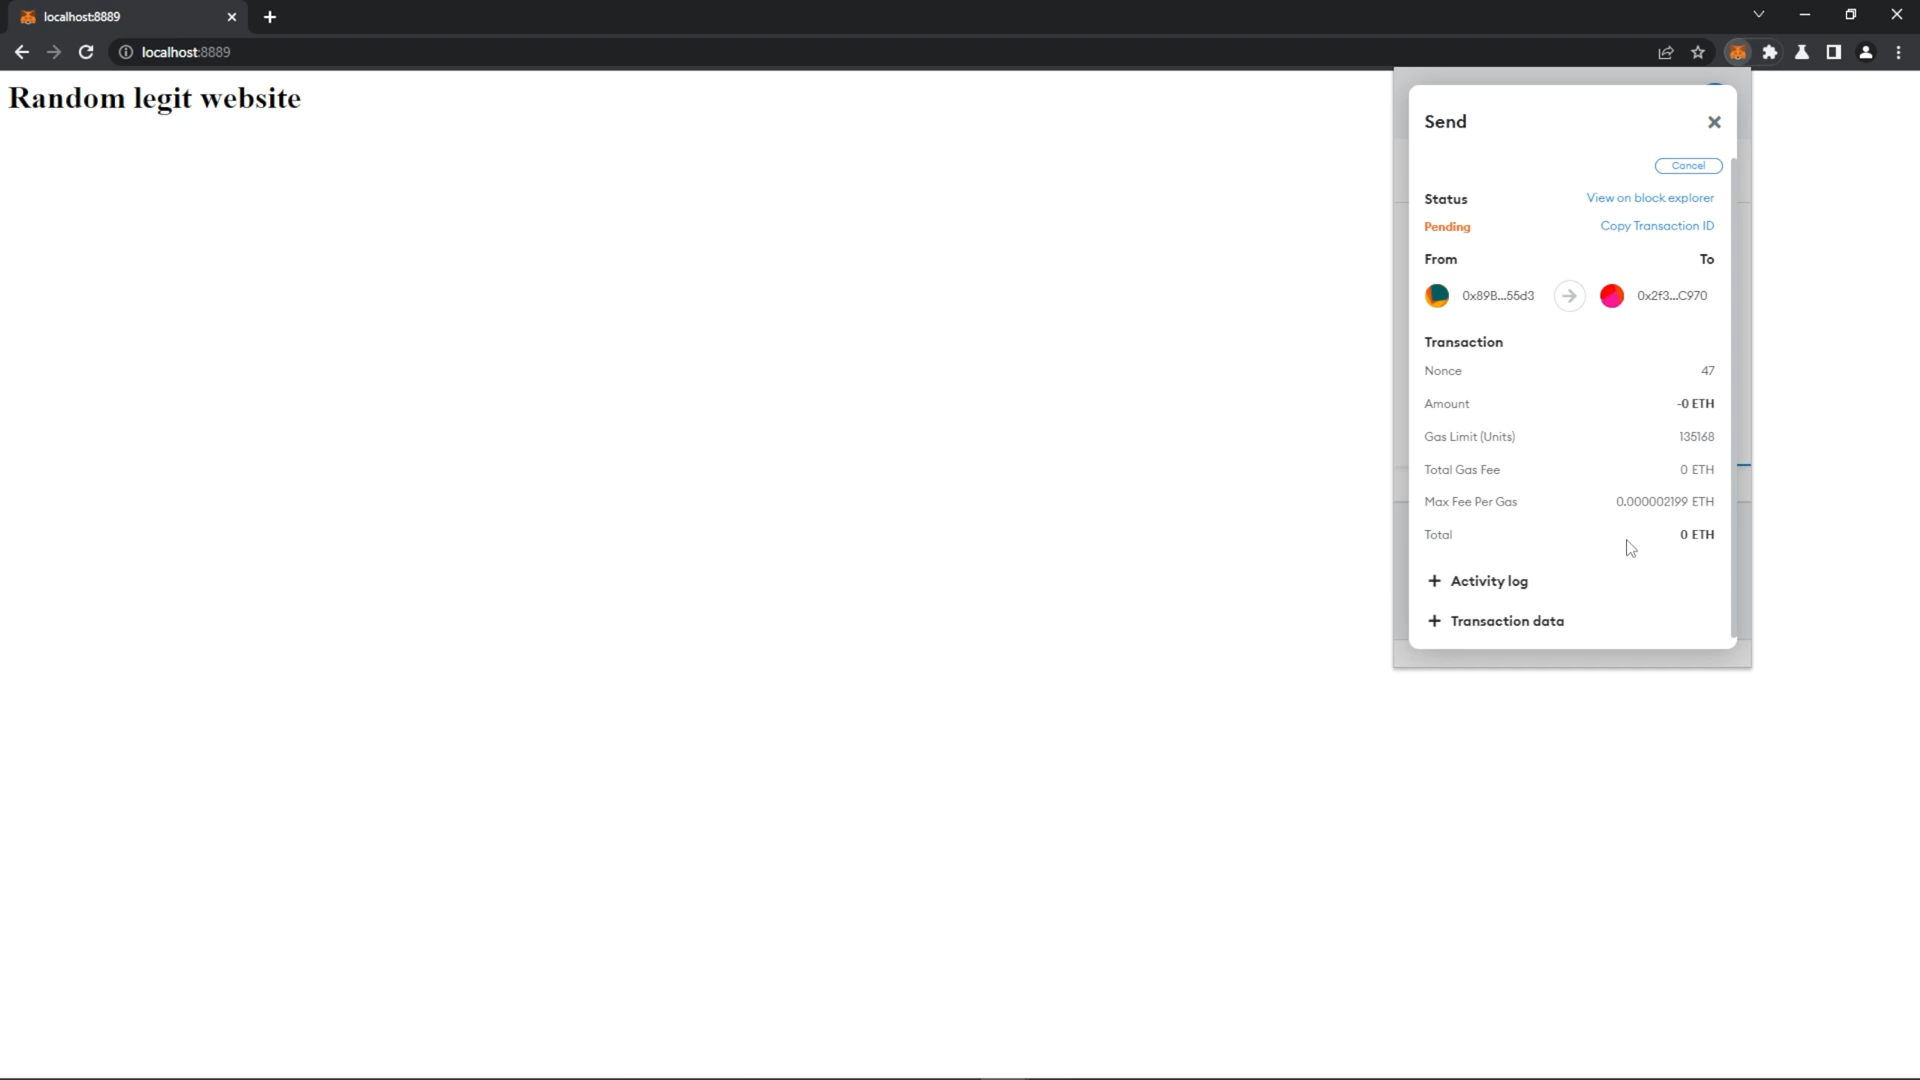 localhost:8889
localhost:8889
Random legit website
Send
Cancel
Status View on block explorer
Pending Copy Transaction ID
From To
0x89B...55d3 0x2f3...C970
Transaction
Nonce 47
Amount -0 ETH
Gas Limit (Units) 135168
Total Gas Fee 0 ETH
Max Fee Per Gas 0.000002199 ETH
Total 0 ETH
+ Activity log
+ Transaction data